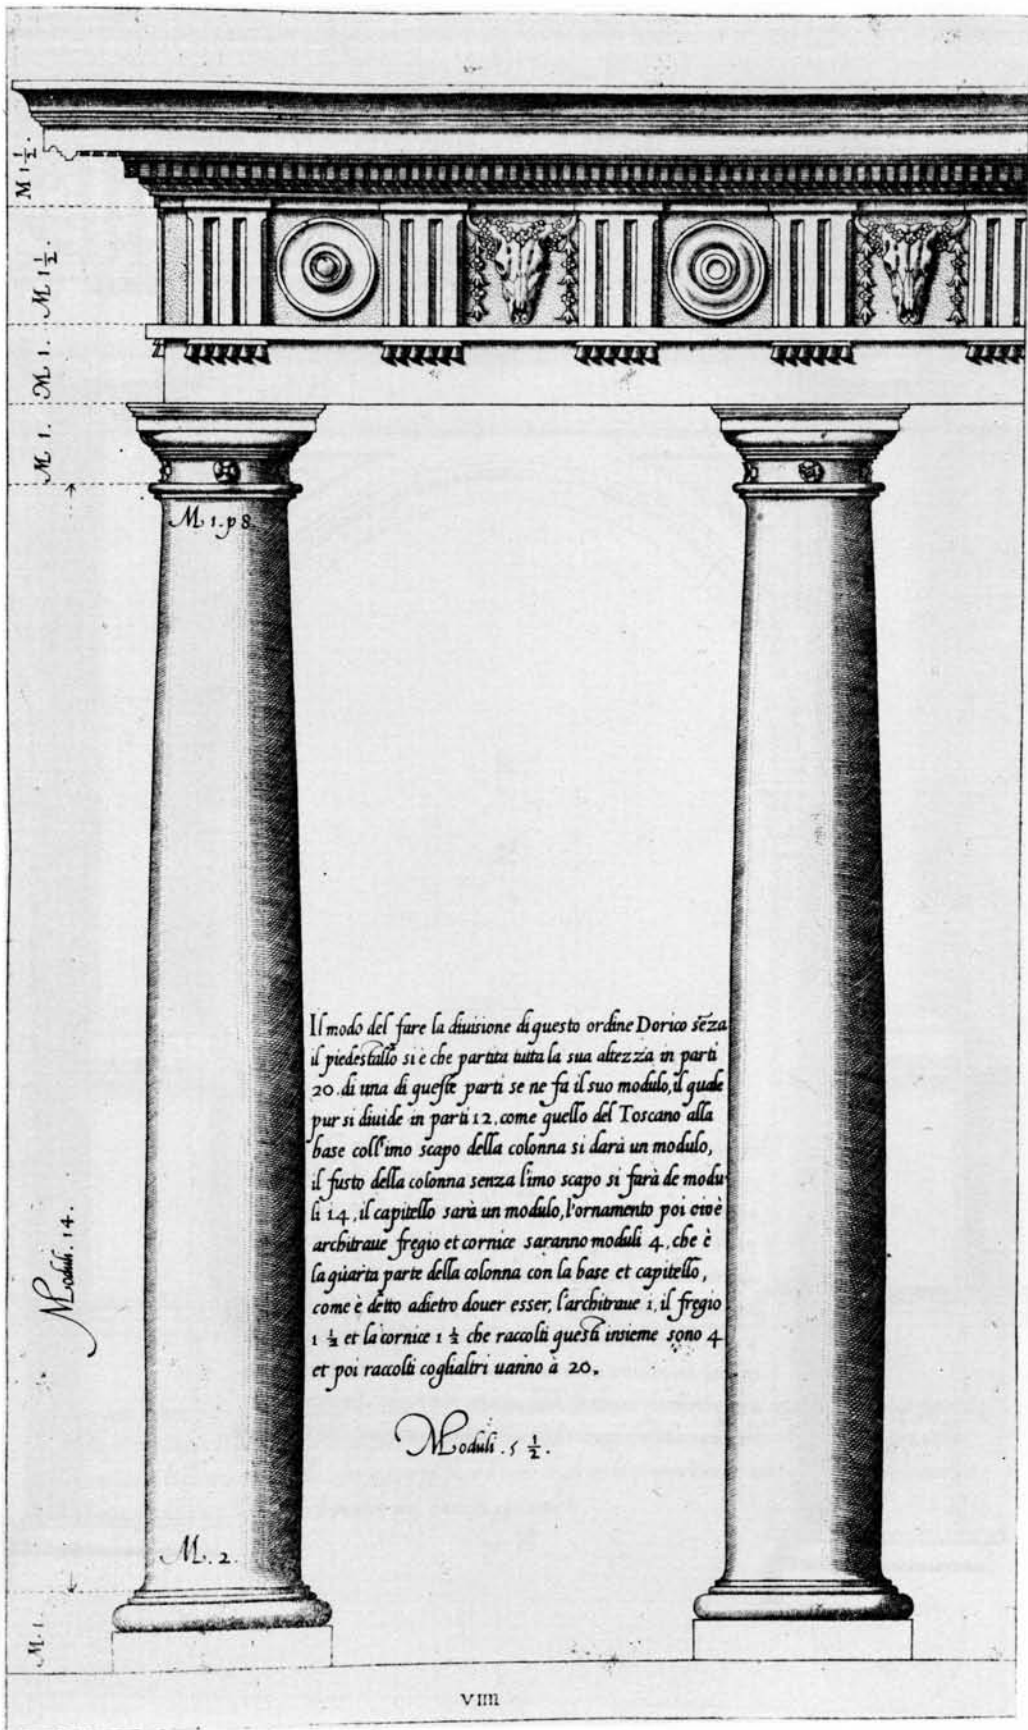 M 1 1/2.
M 1 1/2.
M 1.
M 1.
M 1. p 8.
Il modo del fare la diuisione di questo ordine Dorico sēza
il piedestallo si è che partita tutta la sua altezza in parti
20. di una di queste parti se ne fa il suo modulo, il quale
pur si diuide in parti 12, come quello del Toscano alla
base coll'imo scapo della colonna si darà un modulo,
il fusto della colonna senza l'imo scapo si farà de modu
li 14, il capitello sarà un modulo, l'ornamento poi cioè
architraue fregio et cornice saranno moduli 4, che è
la quarta parte della colonna con la base et capitello,
come è detto adietro douer esser, l'architraue 1, il fregio
1 1/2 et la cornice 1 1/2 che raccolti questi insieme sono 4
et poi raccolti coglialtri uanno à 20.
Moduli. 14.
Moduli. 5 1/2.
M. 2.
M. 1
VIIII